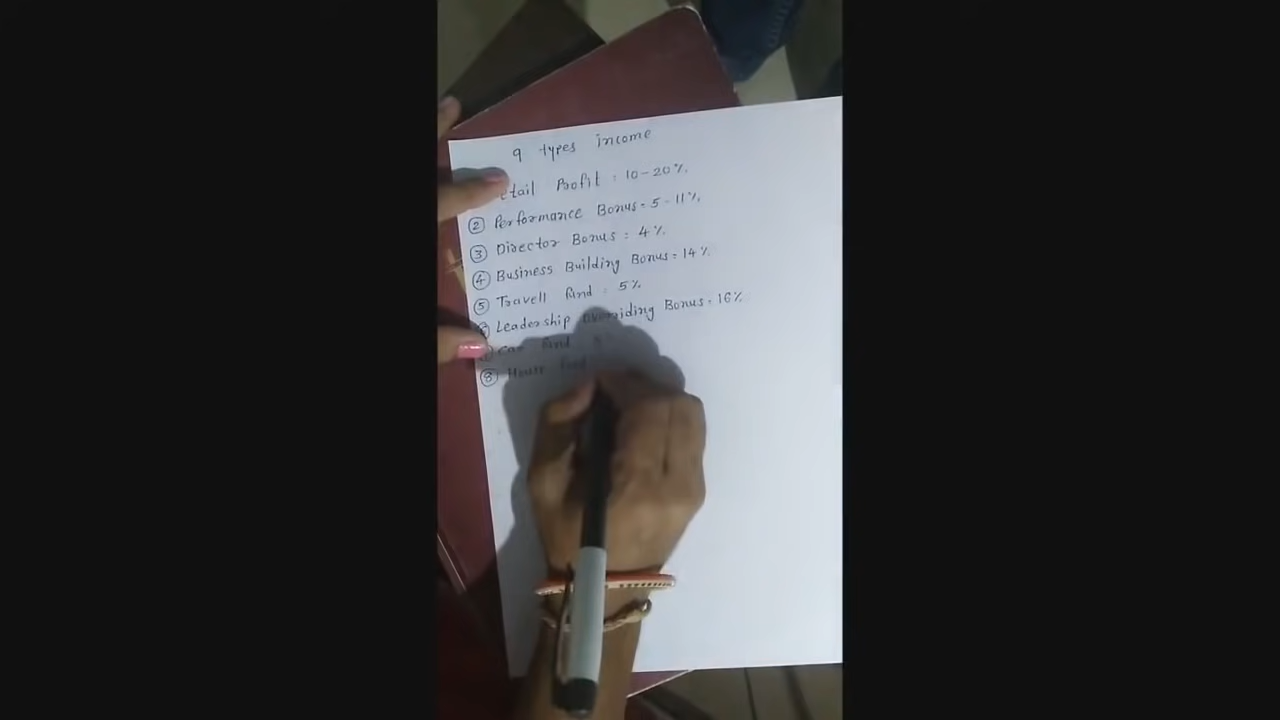 9 types income
etail Profit : 10-20%.
② Performance Bonus = 5-11%.
③ Director Bonus : 4%.
④ Business Building Bonus = 14%.
⑤ Travell fund : 5%
Leadership Overriding Bonus : 16%
Car fund
⑧ House fund